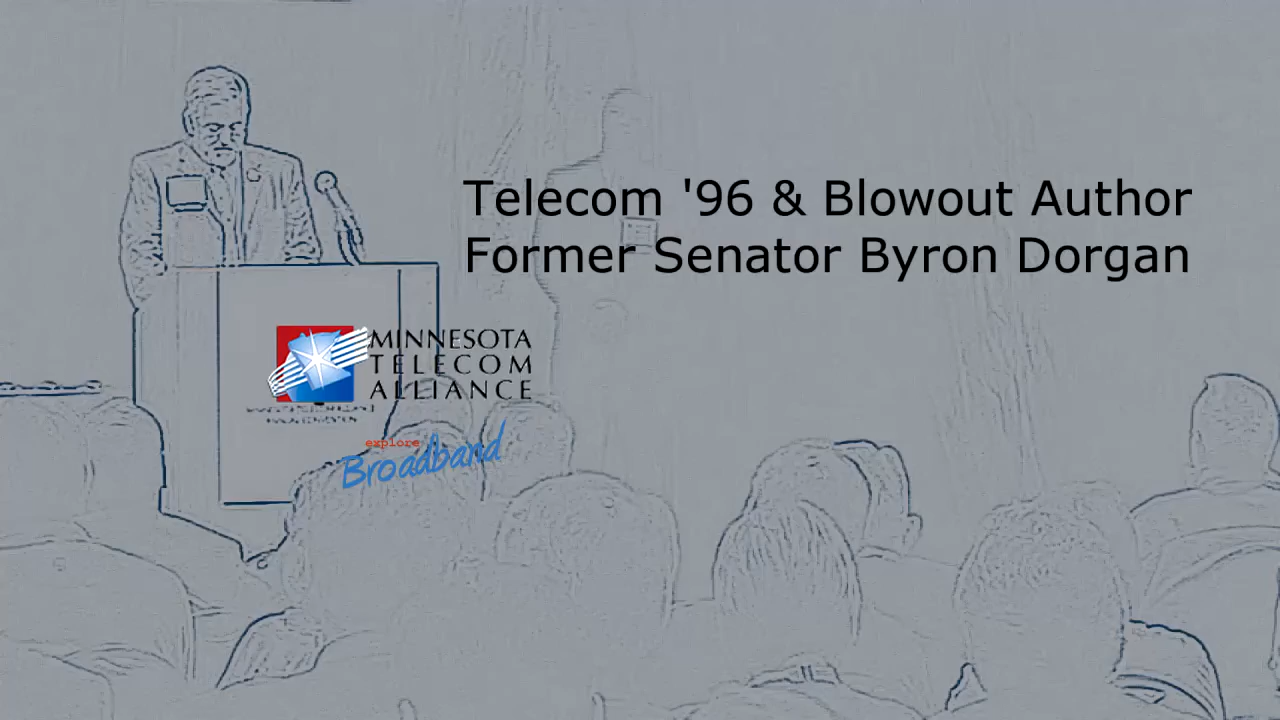 Telecom '96 & Blowout Author
Former Senator Byron Dorgan
MINNESOTA
TELECOM
ALLIANCE
explore
Broadband